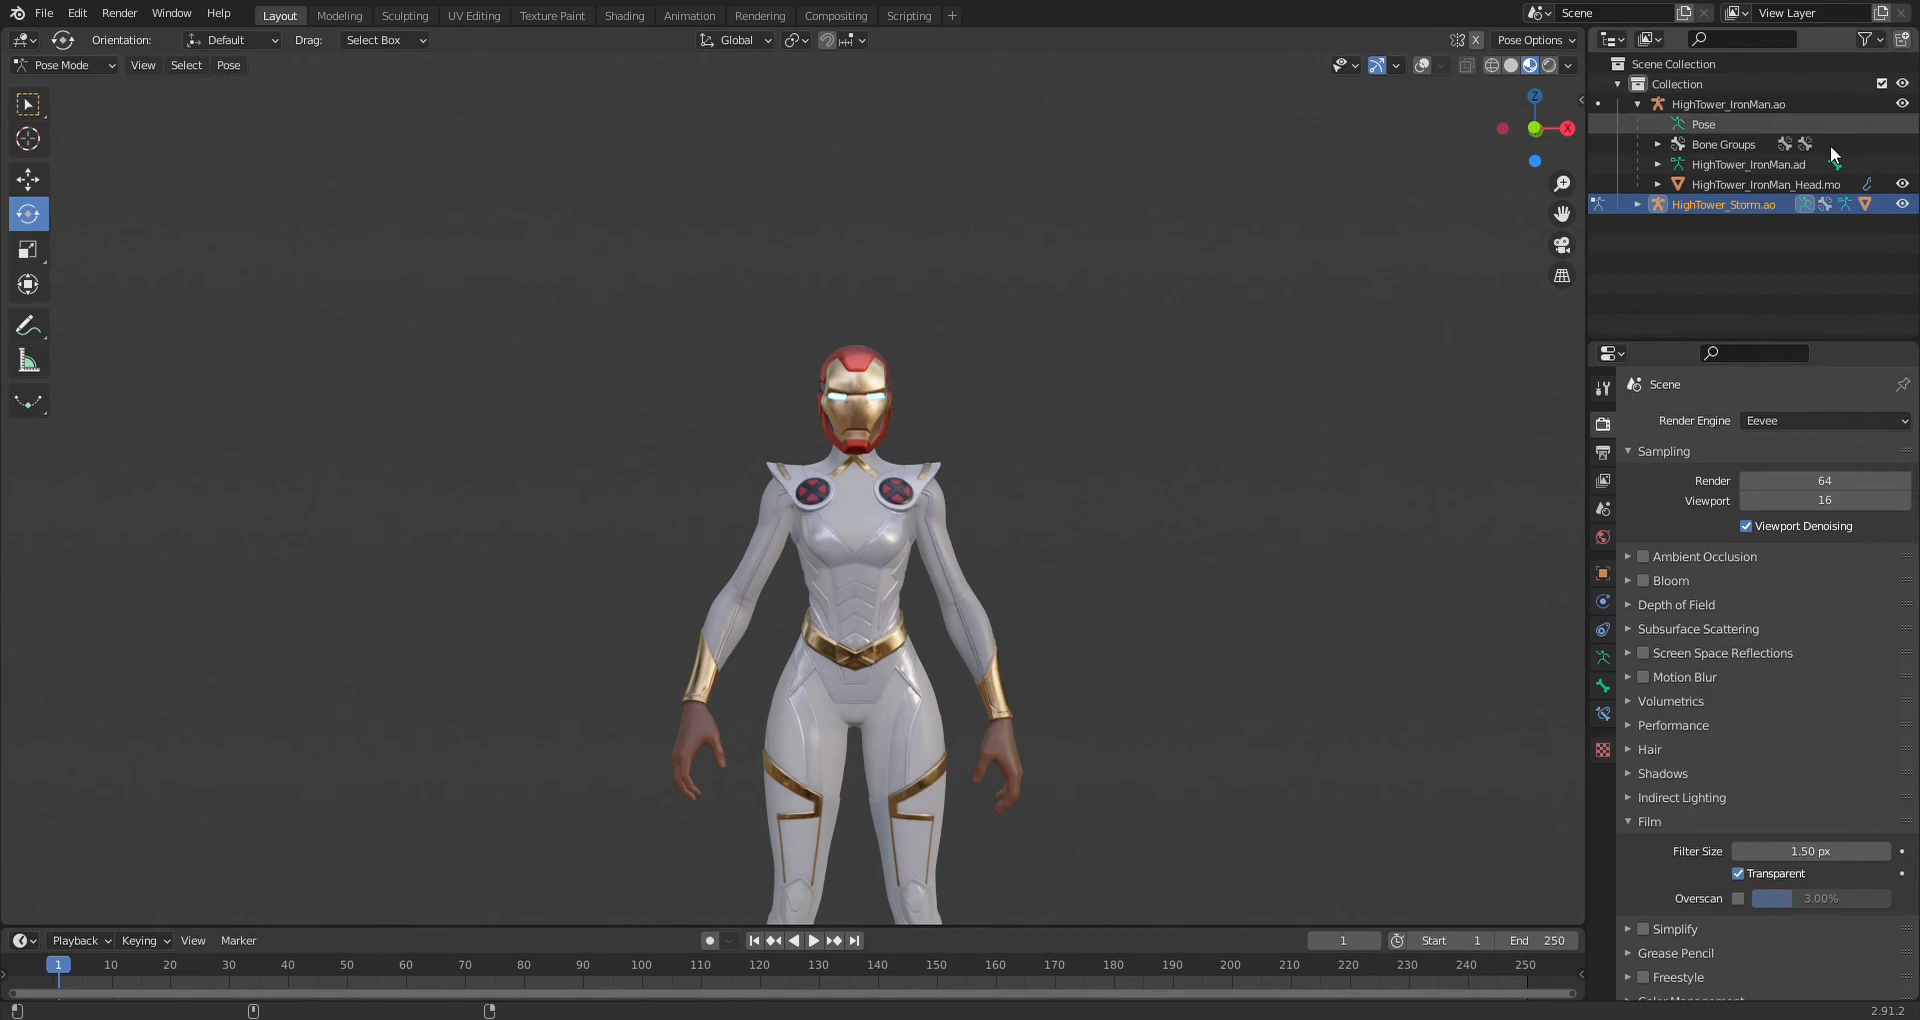 File Edit Render Window Help Layout Modeling Sculpting UV Editing Texture Paint Shading Animation Rendering Compositing Scripting + Scene View Layer
Orientation: Default Drag: Select Box Global X Pose Options
Pose Mode View Select Pose
Z
X
Scene Collection
Collection
HighTower_IronMan.ao
Pose
Bone Groups
HighTower_IronMan.ad
HighTower_IronMan_Head.mo
HighTower_Storm.ao
Scene
Render Engine Eevee
Sampling
Render 64
Viewport 16
Viewport Denoising
Ambient Occlusion
Bloom
Depth of Field
Subsurface Scattering
Screen Space Reflections
Motion Blur
Volumetrics
Performance
Hair
Shadows
Indirect Lighting
Film
Filter Size 1.50 px
Transparent
Overscan 3.00%
Simplify
Grease Pencil
Freestyle
Color Management
Playback Keying View Marker 1 Start 1 End 250
1 10 20 30 40 50 60 70 80 90 100 110 120 130 140 150 160 170 180 190 200 210 220 230 240 250
2.91.2